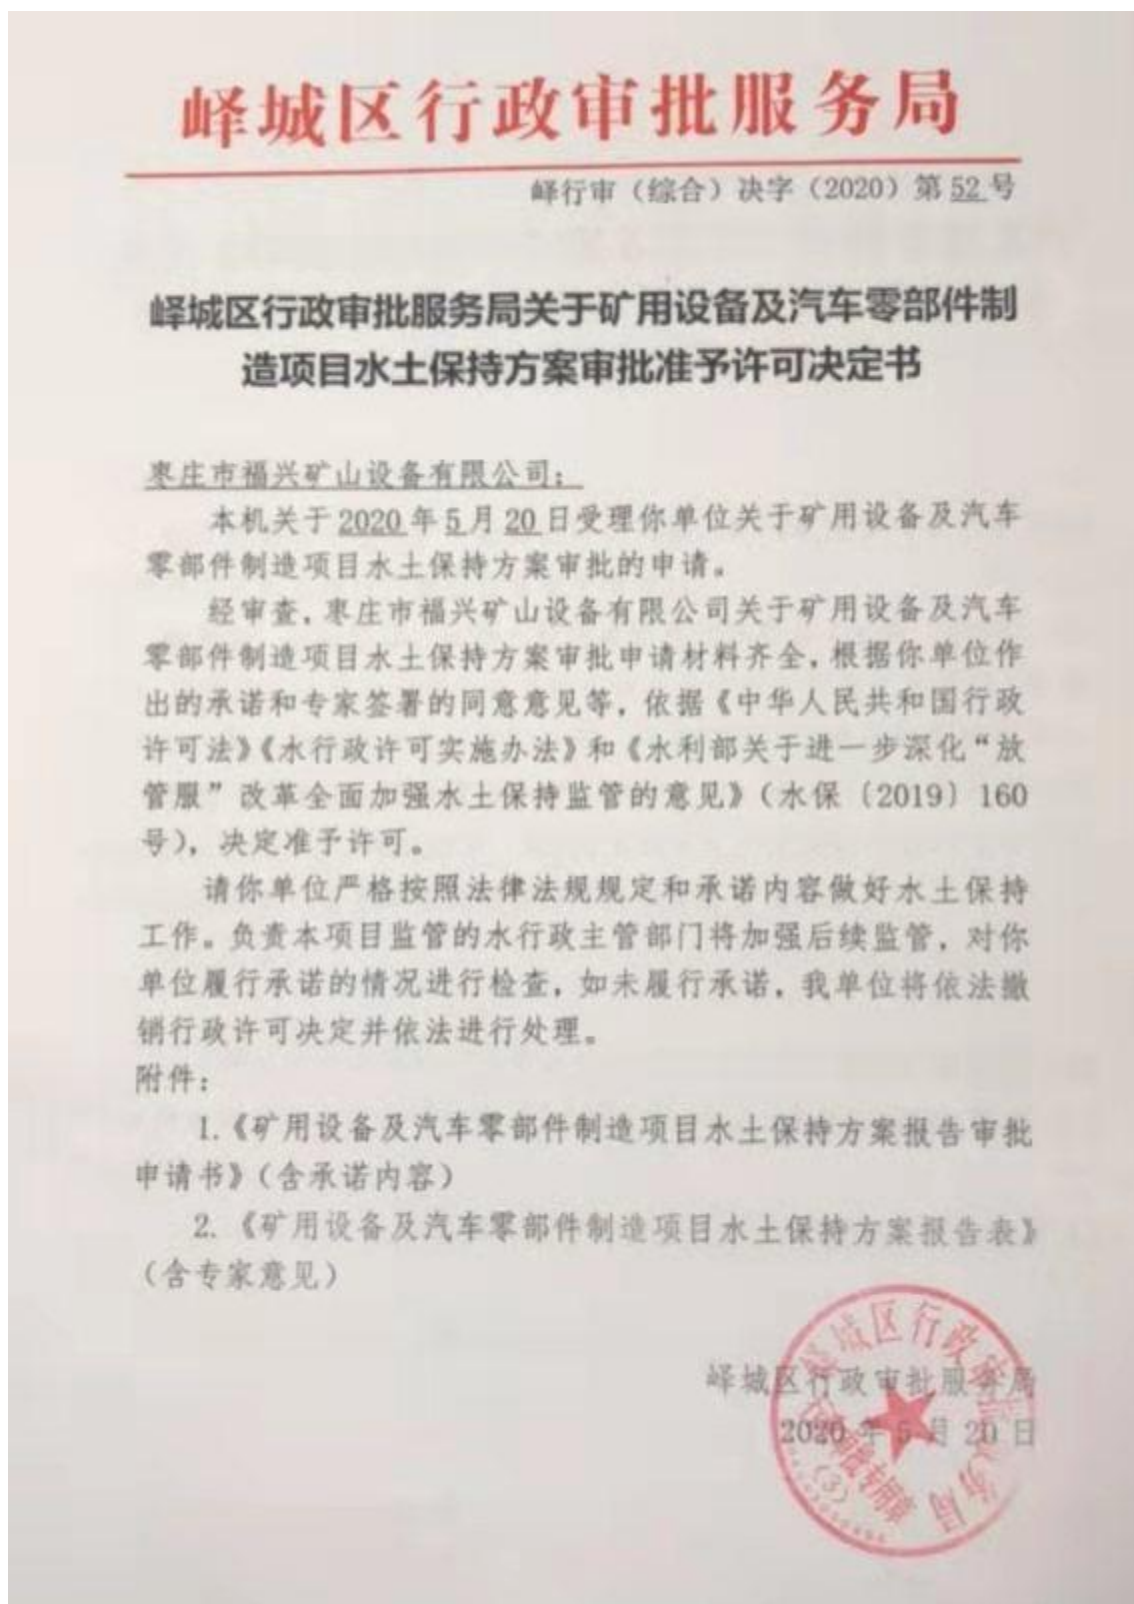 峄城区行政审批服务局
峄行审（综合）决字（2020）第 52 号
峄城区行政审批服务局关于矿用设备及汽车零部件制
造项目水土保持方案审批准予许可决定书
枣庄市福兴矿山设备有限公司：
本机关于 2020 年 5 月 20 日受理你单位关于矿用设备及汽车
零部件制造项目水土保持方案审批的申请。
经审查，枣庄市福兴矿山设备有限公司关于矿用设备及汽车
零部件制造项目水土保持方案审批申请材料齐全，根据你单位作
出的承诺和专家签署的同意意见等，依据《中华人民共和国行政
许可法》《水行政许可实施办法》和《水利部关于进一步深化“放
管服”改革全面加强水土保持监管的意见》（水保〔2019〕160
号），决定准予许可。
请你单位严格按照法律法规规定和承诺内容做好水土保持
工作。负责本项目监管的水行政主管部门将加强后续监管，对你
单位履行承诺的情况进行检查，如未履行承诺，我单位将依法撤
销行政许可决定并依法进行处理。
附件：
1.《矿用设备及汽车零部件制造项目水土保持方案报告审批
申请书》（含承诺内容）
2.《矿用设备及汽车零部件制造项目水土保持方案报告表》
（含专家意见）
峄城区行政审批服务局
2020 年 5 月 20 日
峄城区行政审批服务局
审批专用章
（3）